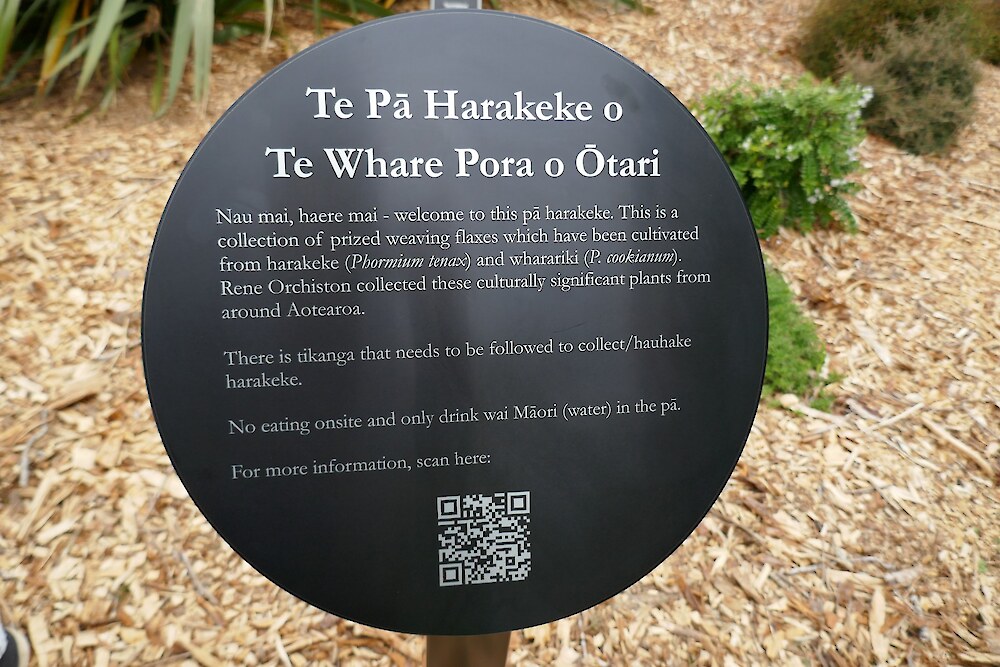 Te Pā Harakeke o
Te Whare Pora o Ōtari
Nau mai, haere mai - welcome to this pā harakeke. This is a
collection of prized weaving flaxes which have been cultivated
from harakeke (Phormium tenax) and wharariki (P. cookianum).
Rene Orchiston collected these culturally significant plants from
around Aotearoa.
There is tikanga that needs to be followed to collect/hauhake
harakeke.
No eating onsite and only drink wai Māori (water) in the pā.
For more information, scan here: